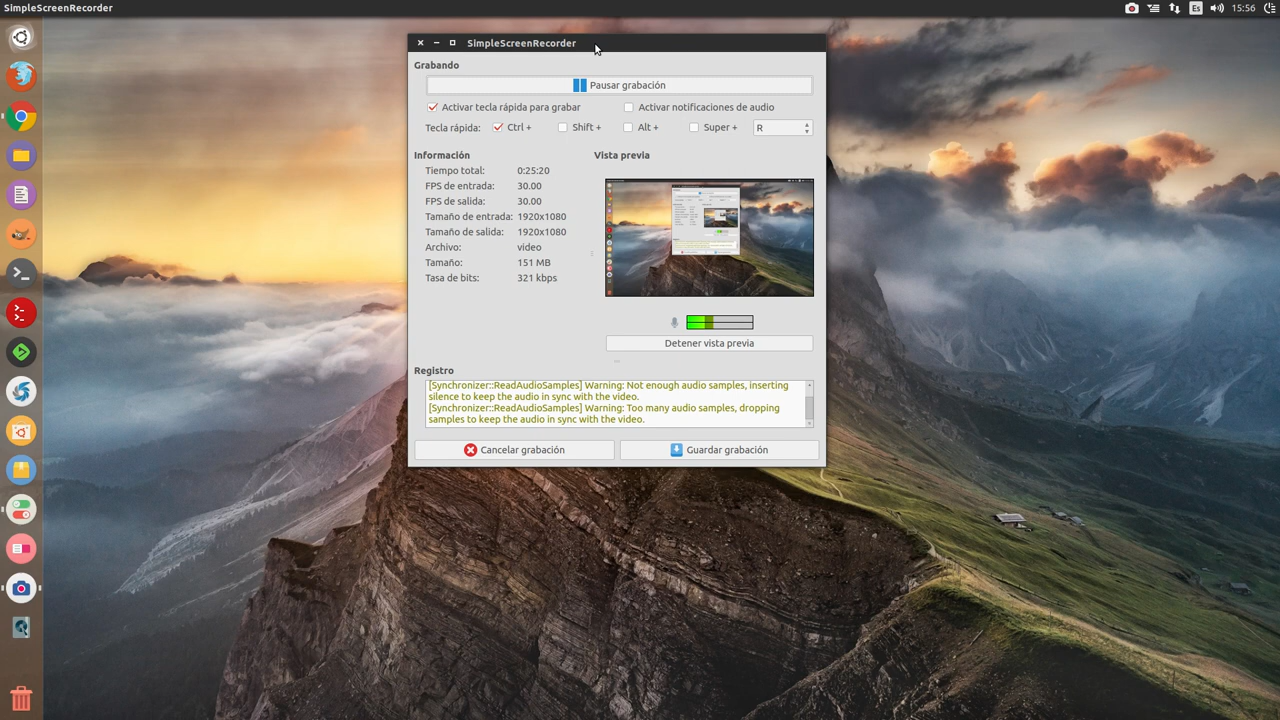 SimpleScreenRecorder
Es
15:56
SimpleScreenRecorder
Grabando
Pausar grabación
Activar tecla rápida para grabar
Activar notificaciones de audio
Tecla rápida:
Ctrl +
Shift +
Alt +
Super +
R
Información
Vista previa
Tiempo total: 0:25:20
FPS de entrada: 30.00
FPS de salida: 30.00
Tamaño de entrada: 1920x1080
Tamaño de salida: 1920x1080
Archivo: video
Tamaño: 151 MB
Tasa de bits: 321 kbps
Detener vista previa
Registro
[Synchronizer::ReadAudioSamples] Warning: Not enough audio samples, inserting
silence to keep the audio in sync with the video.
[Synchronizer::ReadAudioSamples] Warning: Too many audio samples, dropping
samples to keep the audio in sync with the video.
Cancelar grabación
Guardar grabación